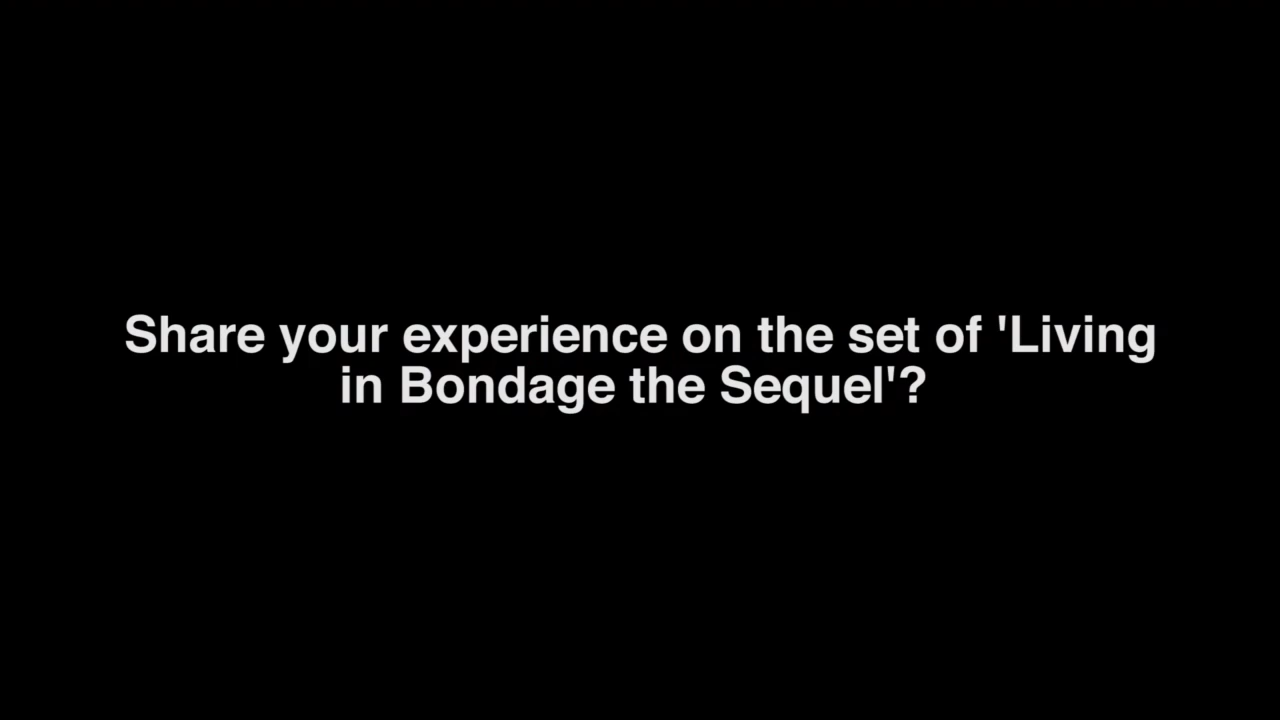 Share your experience on the set of 'Living
in Bondage the Sequel'?